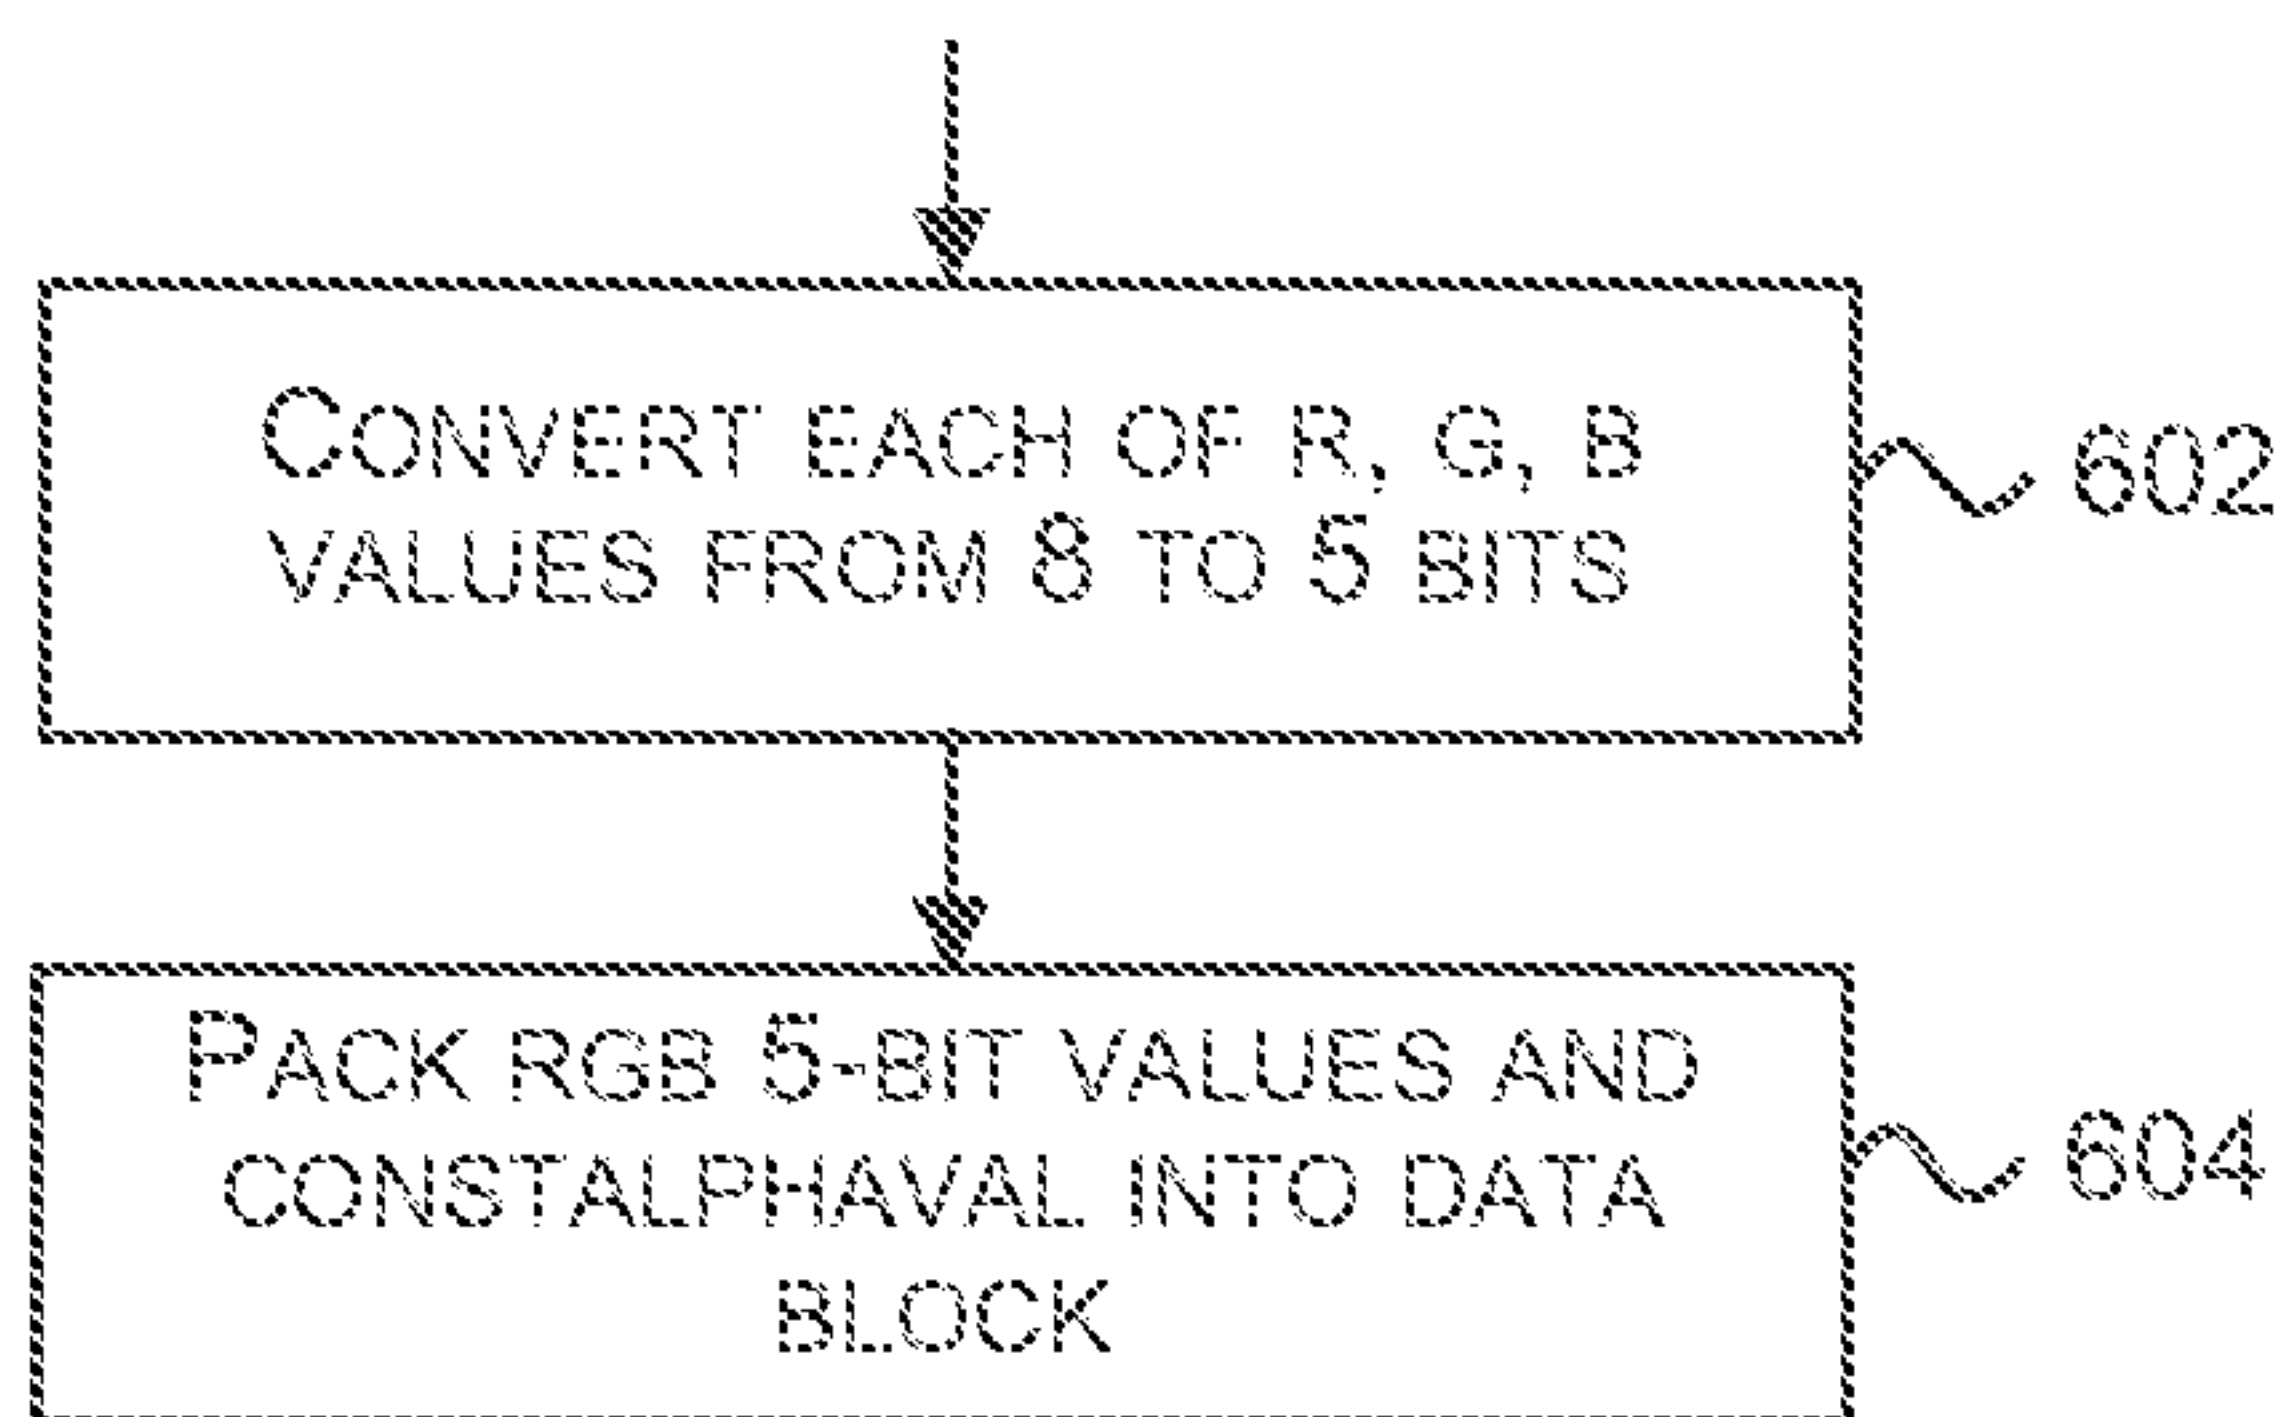 CONVERT EACH OF R, G, B
VALUES FROM 8 TO 5 BITS
602
PACK RGB 5-BIT VALUES AND
CONSTALPHAVAL INTO DATA
BLOCK
604